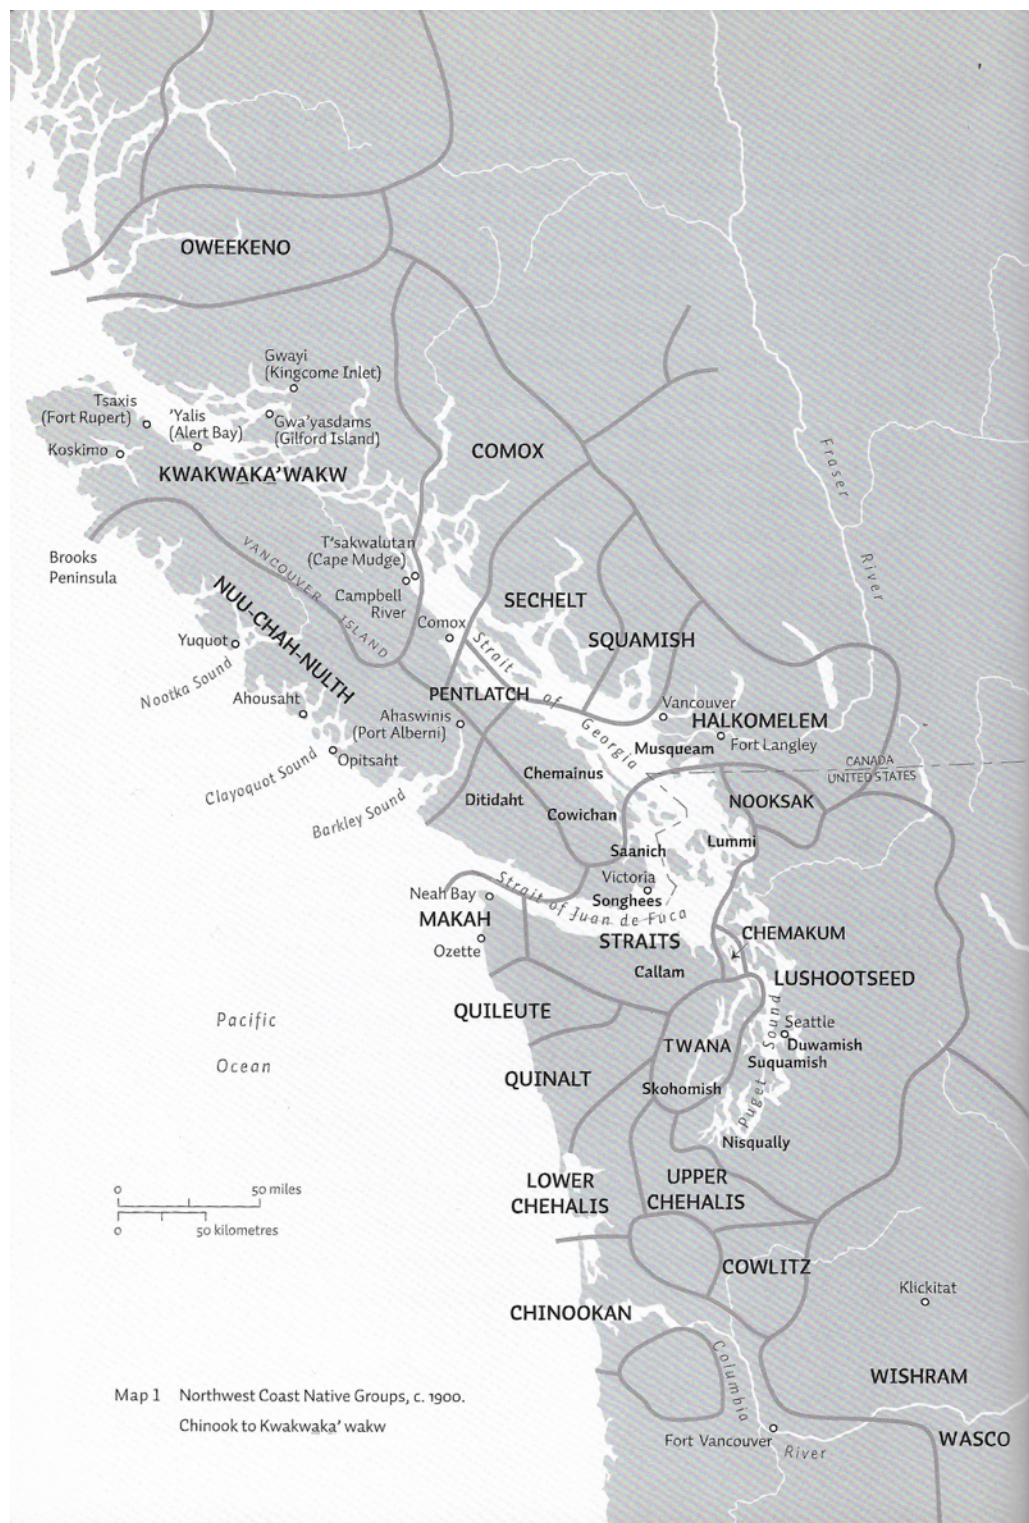 OWEEKENO
Gwayi
(Kingcome Inlet)
Tsaxis
(Fort Rupert)
'Yalis
(Alert Bay)
Gwa'yasdams
(Gilford Island)
Koskimo
KWAKWA̲KA̲'WAKW
COMOX
Fraser
River
Brooks
Peninsula
VANCOUVER
ISLAND
T'sakwalutan
(Cape Mudge)
Campbell
River
Comox
SECHELT
SQUAMISH
NUU-CHAH-NULTH
Yuquot
Nootka Sound
Strait
of
Georgia
PENTLATCH
Ahousaht
Ahaswinis
(Port Alberni)
Vancouver
HALKOMELEM
Musqueam
Fort Langley
Opitsaht
Clayoquot Sound
CANADA
UNITED STATES
Chemainus
Ditidaht
Cowichan
NOOKSAK
Barkley Sound
Saanich
Lummi
Victoria
Songhees
Neah Bay
Strait of Juan de Fuca
MAKAH
Ozette
STRAITS
CHEMAKUM
Callam
LUSHOOTSEED
QUILEUTE
Pacific
Ocean
Seattle
Duwamish
TWANA
Suquamish
Puget Sound
QUINALT
Skohomish
Nisqually
LOWER
CHEHALIS
UPPER
CHEHALIS
0 50 miles
0 50 kilometres
COWLITZ
Klickitat
CHINOOKAN
Columbia
River
WISHRAM
WASCO
Fort Vancouver
Map 1 Northwest Coast Native Groups, c. 1900.
Chinook to Kwakwa̲ka̲' wakw